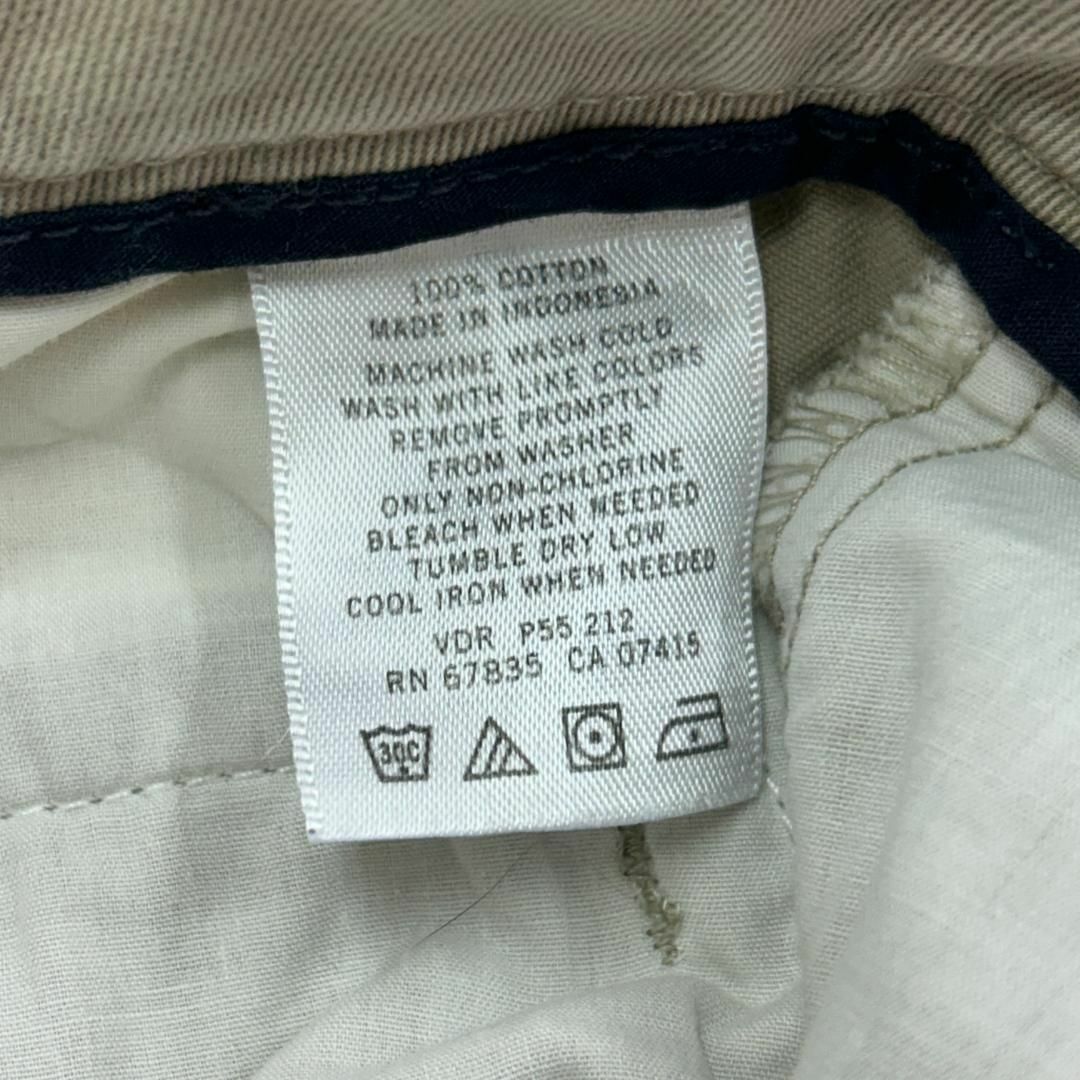 100% COTTON
MADE IN INDONESIA
MACHINE WASH COLD
WASH WITH LIKE COLORS
REMOVE PROMPTLY
FROM WASHER
ONLY NON-CHLORINE
BLEACH WHEN NEEDED
TUMBLE DRY LOW
COOL IRON WHEN NEEDED
VDR P55 212
RN 67835 CA 07415
30C